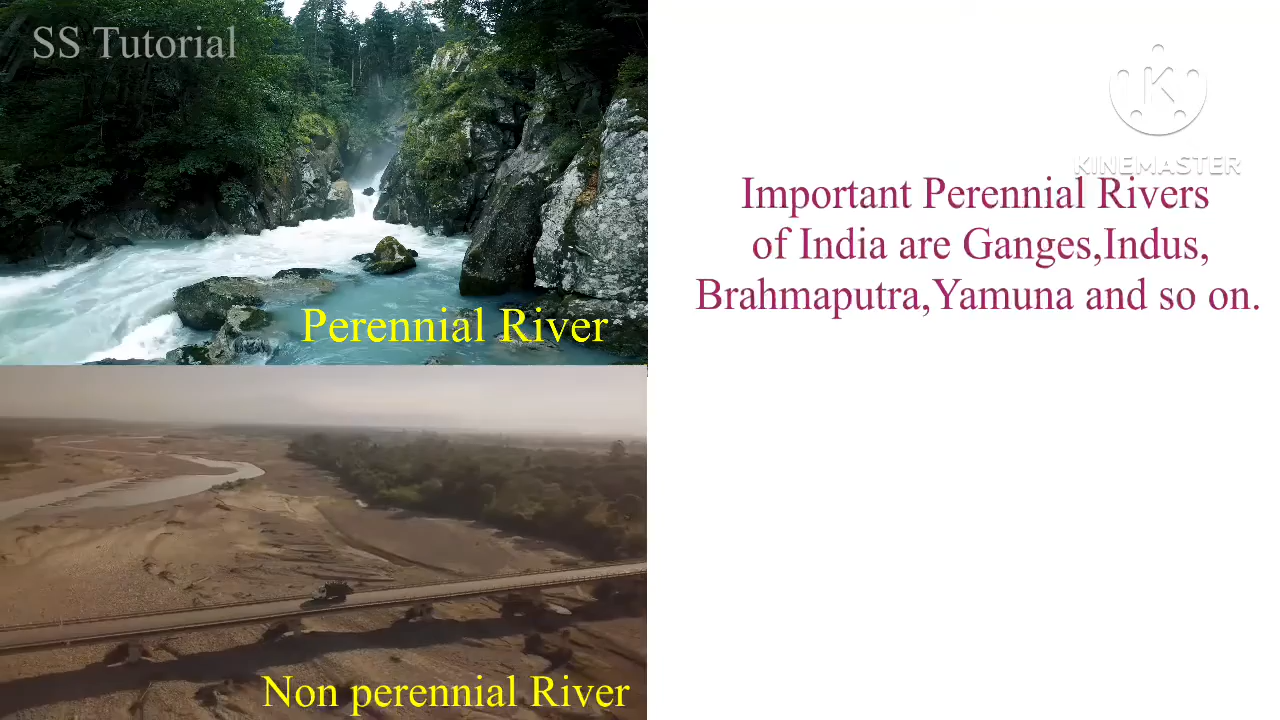 SS Tutorial
Perennial River
Non perennial River
KINEMASTER
Important Perennial Rivers
of India are Ganges,Indus,
Brahmaputra,Yamuna and so on.